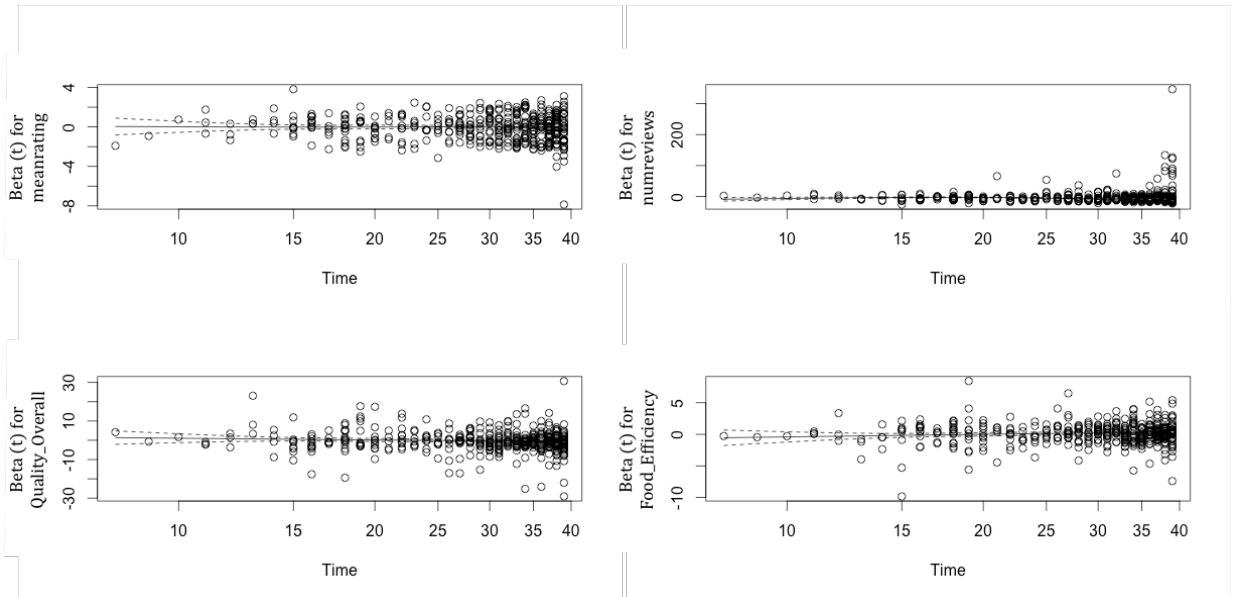 Beta (t) for
meanrating
4
0
-4
-8
10 15 20 25 30 35 40
Time
Beta (t) for
numreviews
200
0
10 15 20 25 30 35 40
Time
Beta (t) for
Quality_Overall
30
10
-10
-30
10 15 20 25 30 35 40
Time
Beta (t) for
Food_Efficiency
5
0
-10
10 15 20 25 30 35 40
Time